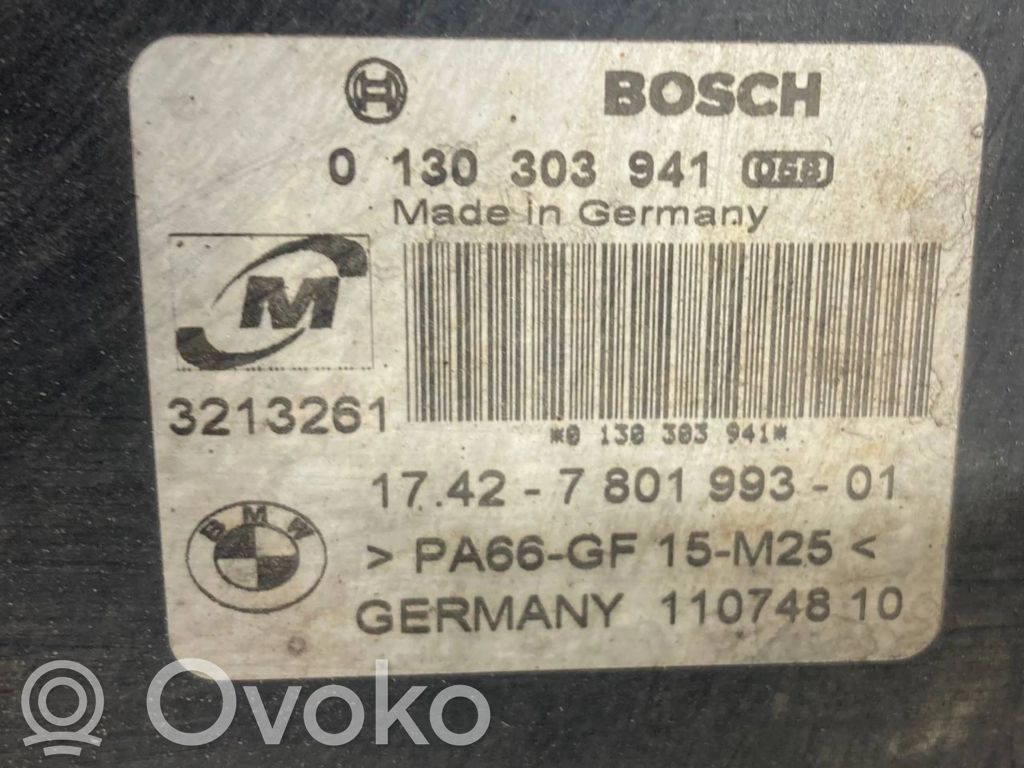 BOSCH
0 130 303 941 058
Made in Germany
M
3213261
*0 130 303 941*
17.42 - 7 801 993 - 01
BMW
> PA66-GF 15-M25 <
GERMANY 110748 10
Ovoko